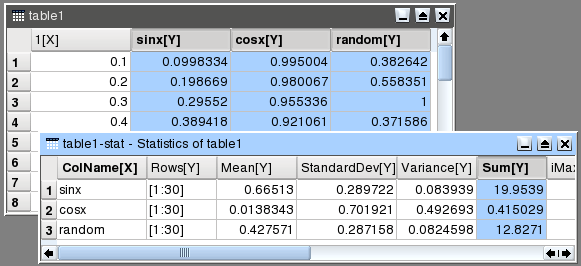 table1
1[X] sinx[Y] cosx[Y] random[Y]
1 0.1 0.0998334 0.995004 0.382642
2 0.2 0.198669 0.980067 0.558351
3 0.3 0.29552 0.955336 1
4 0.4 0.389418 0.921061 0.371586
5
6
7
8
table1-stat - Statistics of table1
ColName[X] Rows[Y] Mean[Y] StandardDev[Y] Variance[Y] Sum[Y] iMa
1 sinx [1:30] 0.66513 0.289722 0.083939 19.9539
2 cosx [1:30] 0.0138343 0.701921 0.492693 0.415029
3 random [1:30] 0.427571 0.287158 0.0824598 12.8271